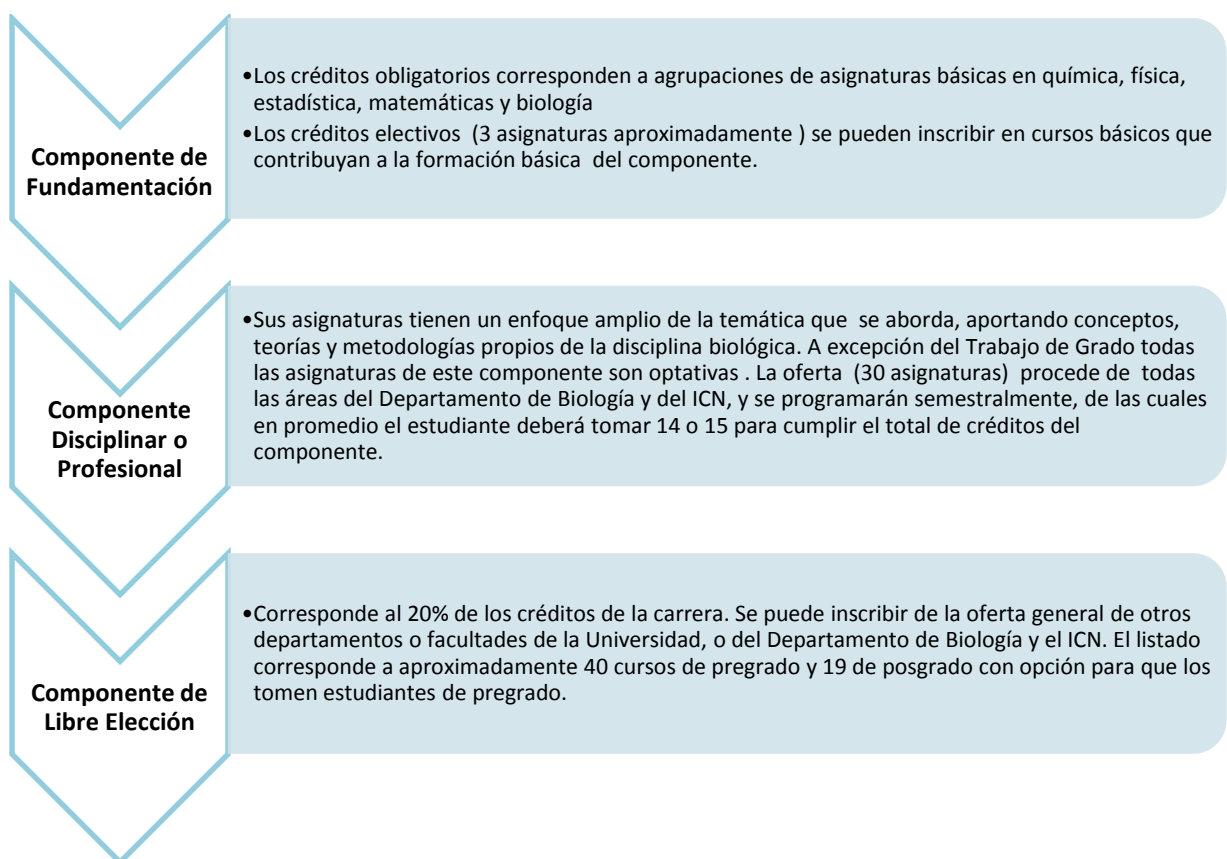 Componente de
Fundamentación
•Los créditos obligatorios corresponden a agrupaciones de asignaturas básicas en química, física,
estadística, matemáticas y biología
•Los créditos electivos (3 asignaturas aproximadamente ) se pueden inscribir en cursos básicos que
contribuyan a la formación básica del componente.
Componente
Disciplinar o
Profesional
•Sus asignaturas tienen un enfoque amplio de la temática que se aborda, aportando conceptos,
teorías y metodologías propios de la disciplina biológica. A excepción del Trabajo de Grado todas
las asignaturas de este componente son optativas . La oferta (30 asignaturas) procede de todas
las áreas del Departamento de Biología y del ICN, y se programarán semestralmente, de las cuales
en promedio el estudiante deberá tomar 14 o 15 para cumplir el total de créditos del
componente.
Componente de
Libre Elección
•Corresponde al 20% de los créditos de la carrera. Se puede inscribir de la oferta general de otros
departamentos o facultades de la Universidad, o del Departamento de Biología y el ICN. El listado
corresponde a aproximadamente 40 cursos de pregrado y 19 de posgrado con opción para que los
tomen estudiantes de pregrado.